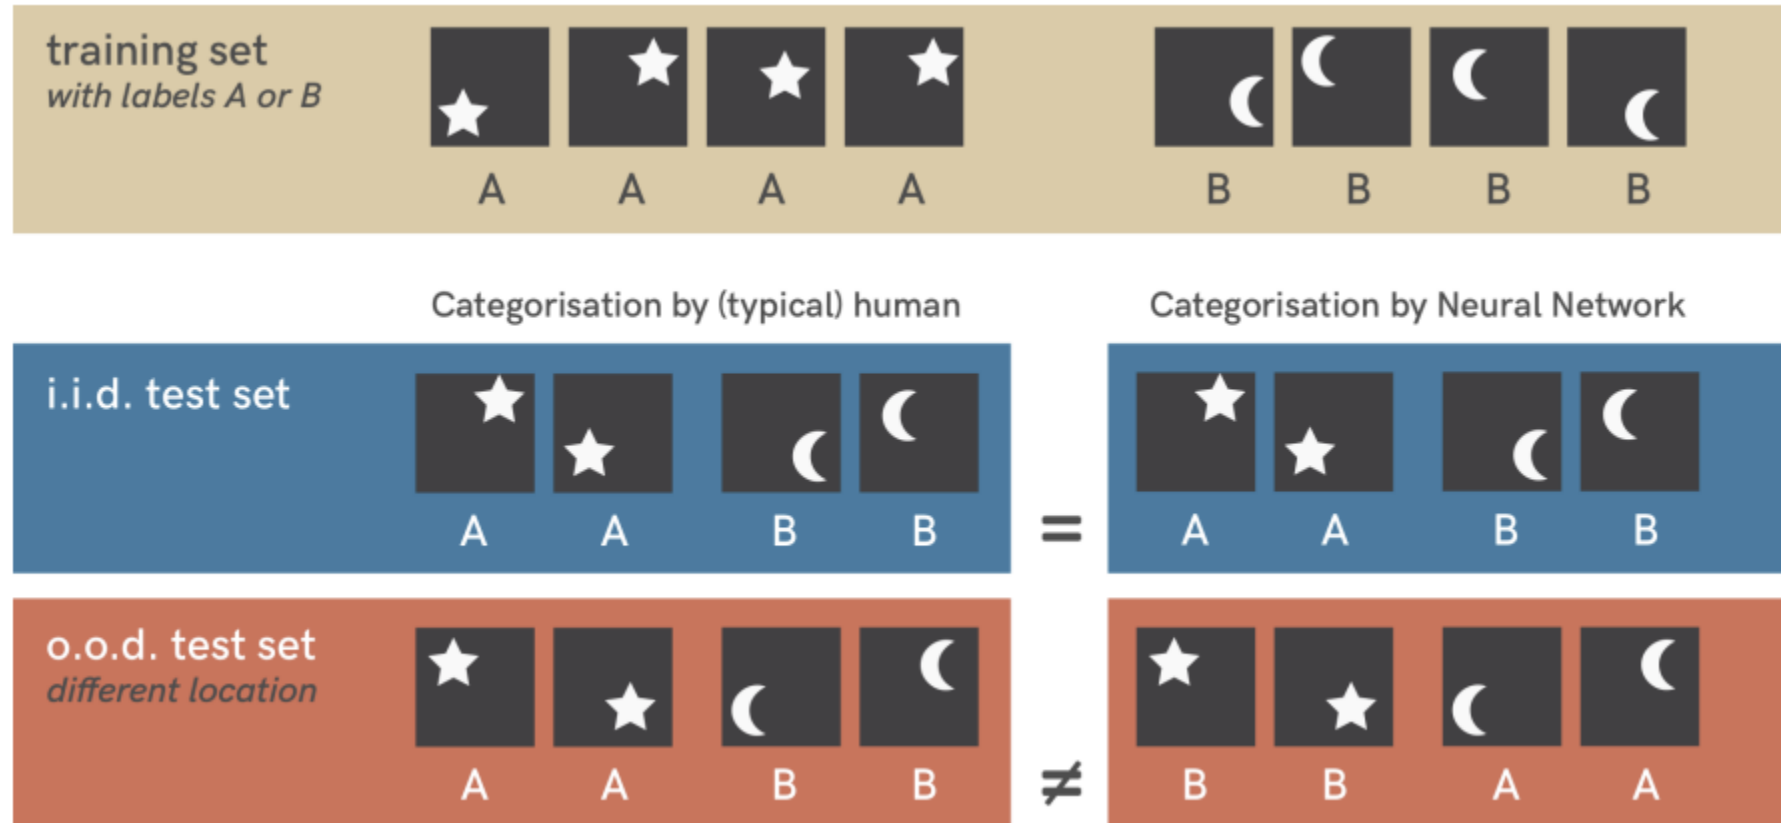 training set
with labels A or B
A A A A B B B B
Categorisation by (typical) human
Categorisation by Neural Network
i.i.d. test set
A A B B = A A B B
o.o.d. test set
different location
A A B B ≠ B B A A